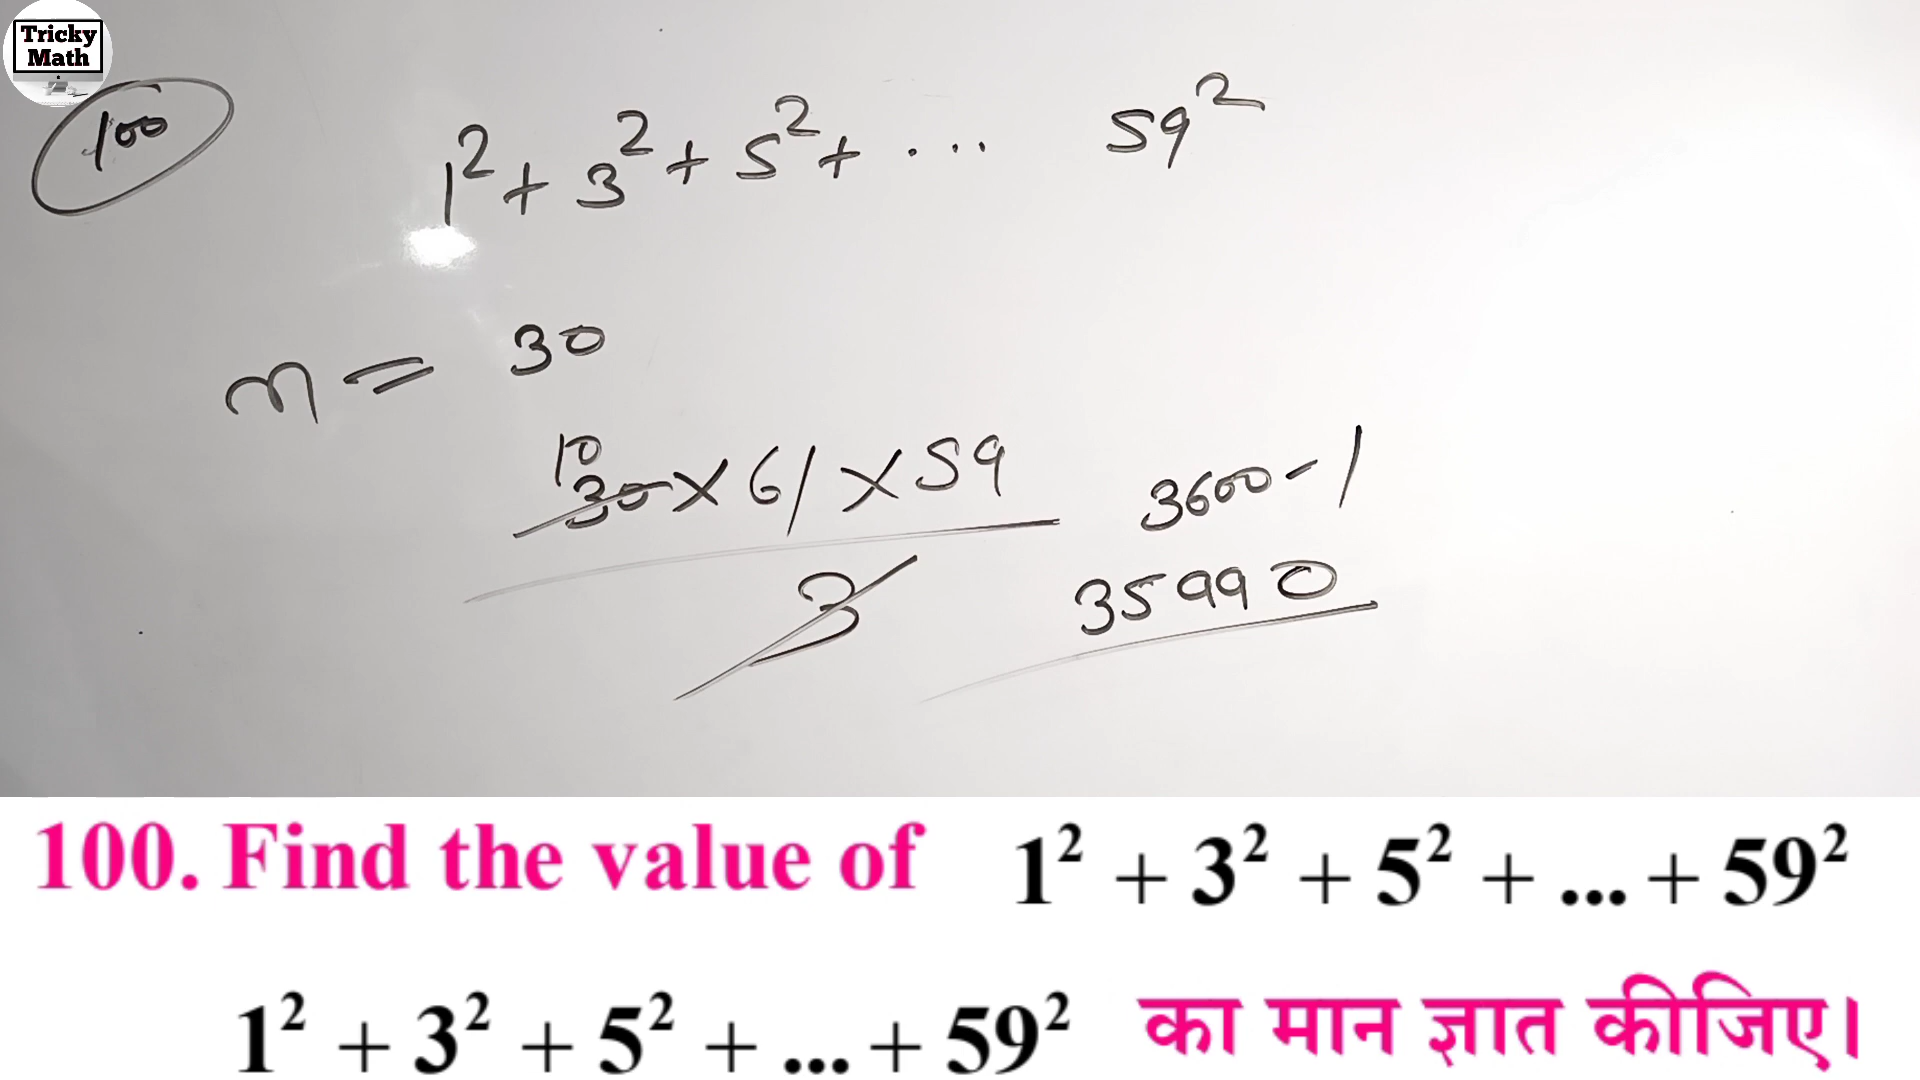 Tricky
Math
100
1² + 3² + 5² + ... 59²
n = 30
10
30 × 61 × 59
3
3600 - 1
35990
100. Find the value of 1² + 3² + 5² + ... + 59²
1² + 3² + 5² + ... + 59² का मान ज्ञात कीजिए।